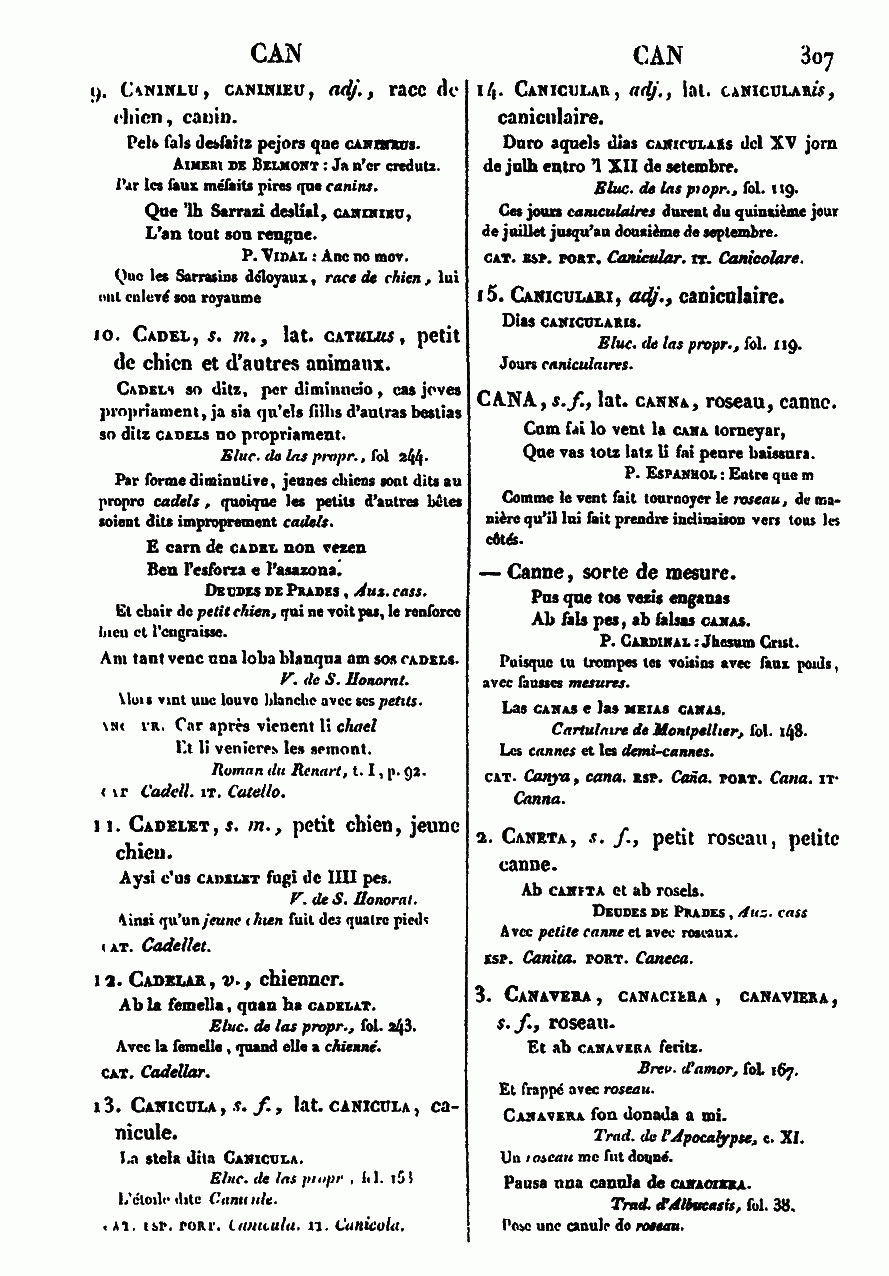 CAN
CAN 307
9. CANINEU, CANINIEU, adj., race de
chien, canin.
Pels fals desfaitz pejors que CANINEUS.
AIMERI DE BELMONT : Ja n'er credutz.
Par les faux méfaits pires que canins.
Que 'lh Sarrazi deslial, CANINIEU,
L'an tout son rengne.
P. VIDAL : Anc no mov.
Que les Sarrasins déloyaux, race de chien, lui
ont enlevé son royaume
10. CADEL, s. m., lat. CATULUS, petit
de chien et d'autres animaux.
CADELS so ditz, per diminucio, cas joves
propriament, ja sia qu'els filhs d'autras bestias
so ditz CADELS no propriament.
Eluc. de las propr., fol 244.
Par forme diminutive, jeunes chiens sont dits au
propre cadels, quoique les petits d'autres bêtes
soient dits improprement cadels.
E carn de CADEL non vezen
Ben l'esforza e l'asazona.
DEUDES DE PRADES, Auz. cass.
Et chair de petit chien, qui ne voit pas, le renforce
bien et l'engraisse.
Am tant venc una loba blanqua am sos CADELS.
V. de S. Honorat.
Alors vint une louve blanche avec ses petits.
ANC FR. Car après vienent li chael
Et li venieres les semont.
Roman du Renart, t. I, p. 92.
CAT Cadell. IT. Catello.
11. CADELET, s. m., petit chien, jeune
chien.
Aysi c'us CADELET fugi de IIII pes.
V. de S. Honorat.
Ainsi qu'un jeune chien fuit des quatre pieds
CAT. Cadellet.
12. CADELAR, v., chienner.
Ab la femella, quan ha CADELAT.
Eluc. de las propr., fol. 243.
Avec la femelle, quand elle a chienné.
CAT. Cadellar.
13. CANICULA, s. f., lat. CANICULA, ca-
nicule.
La stela dita CANICULA.
Eluc. de las propr, fol.
L'étoile dite Canicule.
CAT. ESP. PORT. Canicula. IT. Canicola.
14. CANICULAR, adj., lat. CANICULARis,
caniculaire.
Duro aquels dias CANICULARS del XV jorn
de julh entro 'l XII de setembre.
Eluc. de las propr., fol. 119.
Ces jours caniculaires durent du quinzième jour
de juillet jusqu'au douzième de septembre.
CAT. ESP. PORT. Canicular. IT. Canicolare.
15. CANICULARI, adj., caniculaire.
Dias CANICULARIS.
Eluc. de las propr., fol. 119.
Jours caniculaires.
CANA, s. f., lat. CANNA, roseau, canne.
Cum fai lo vent la CANA torneyar,
Que vas totz latz li fai penre baissura.
P. ESPANHOL : Entre que m
Comme le vent fait tournoyer le roseau, de ma-
nière qu'il lui fait prendre inclinaison vers tous les
côtés.
— Canne, sorte de mesure.
Pus que tos vezis enganas
Ab fals pes, ab falsas CANAS.
P. CARDINAL : Jhesum Crist.
Puisque tu trompes tes voisins avec faux poids,
avec fausses mesures.
Las CANAS e las MEIAS CANAS.
Cartulaire de Montpellier, fol. 148.
Les cannes et les demi-cannes.
CAT. Canya, cana. ESP. Caña. PORT. Cana. IT.
Canna.
2. CANETA, s. f., petit roseau, petite
canne.
Ab CANETA et ab rosels.
DEUDES DE PRADES, Auz. cass
Avec petite canne et avec roseaux.
ESP. Canita. PORT. Caneca.
3. CANAVERA, CANACIERA, CANAVIERA,
s. f., roseau.
Et ab CANAVERA feritz.
Brev. d'amor, fol. 167.
Et frappé avec roseau.
CANAVERA fon donada a mi.
Trad. de l'Apocalypse, c. XI.
Un roseau me fut donné.
Pausa una canula de CANACIERA.
Trad. d'Albucasis, fol. 38.
Pose une canule de roseau.